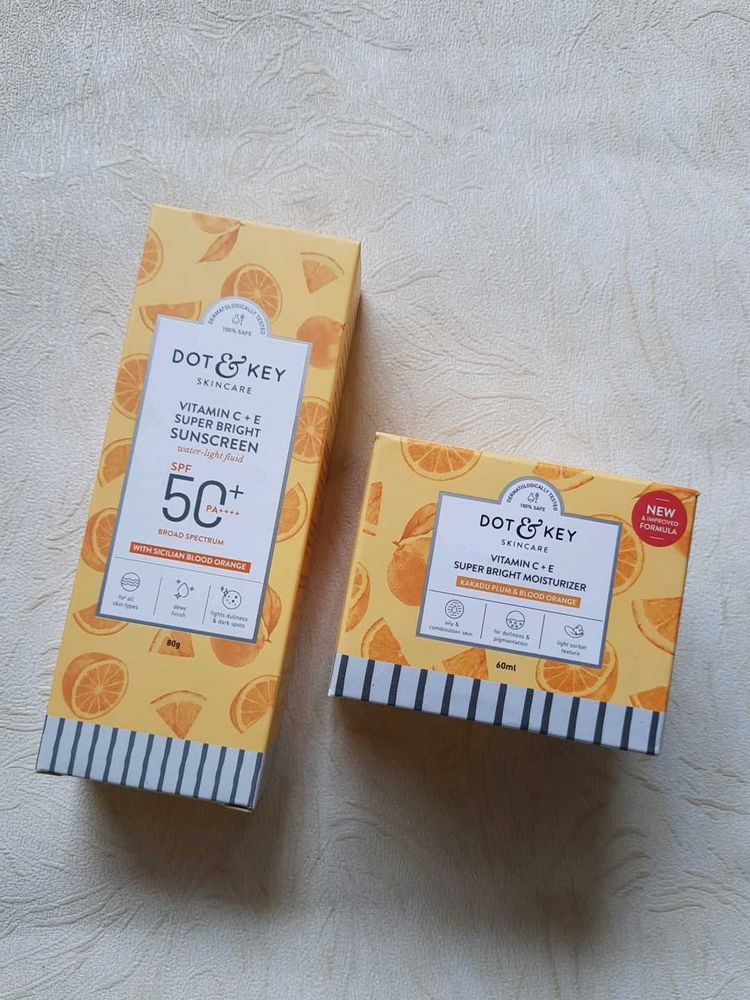 DERMATOLOGICALLY TESTED
100% SAFE
DOT & KEY
SKINCARE
VITAMIN C + E
SUPER BRIGHT
SUNSCREEN
water-light fluid
SPF
50+
PA++++
BROAD SPECTRUM
WITH SICILIAN BLOOD ORANGE
for all
skin types
dewy
finish
fights dullness
& dark spots
80g
DERMATOLOGICALLY TESTED
100% SAFE
DOT & KEY
SKINCARE
VITAMIN C + E
SUPER BRIGHT MOISTURIZER
KAKADU PLUM & BLOOD ORANGE
oily &
combination skin
for dullness &
pigmentation
light sorbet
texture
60ml
NEW
& IMPROVED
FORMULA